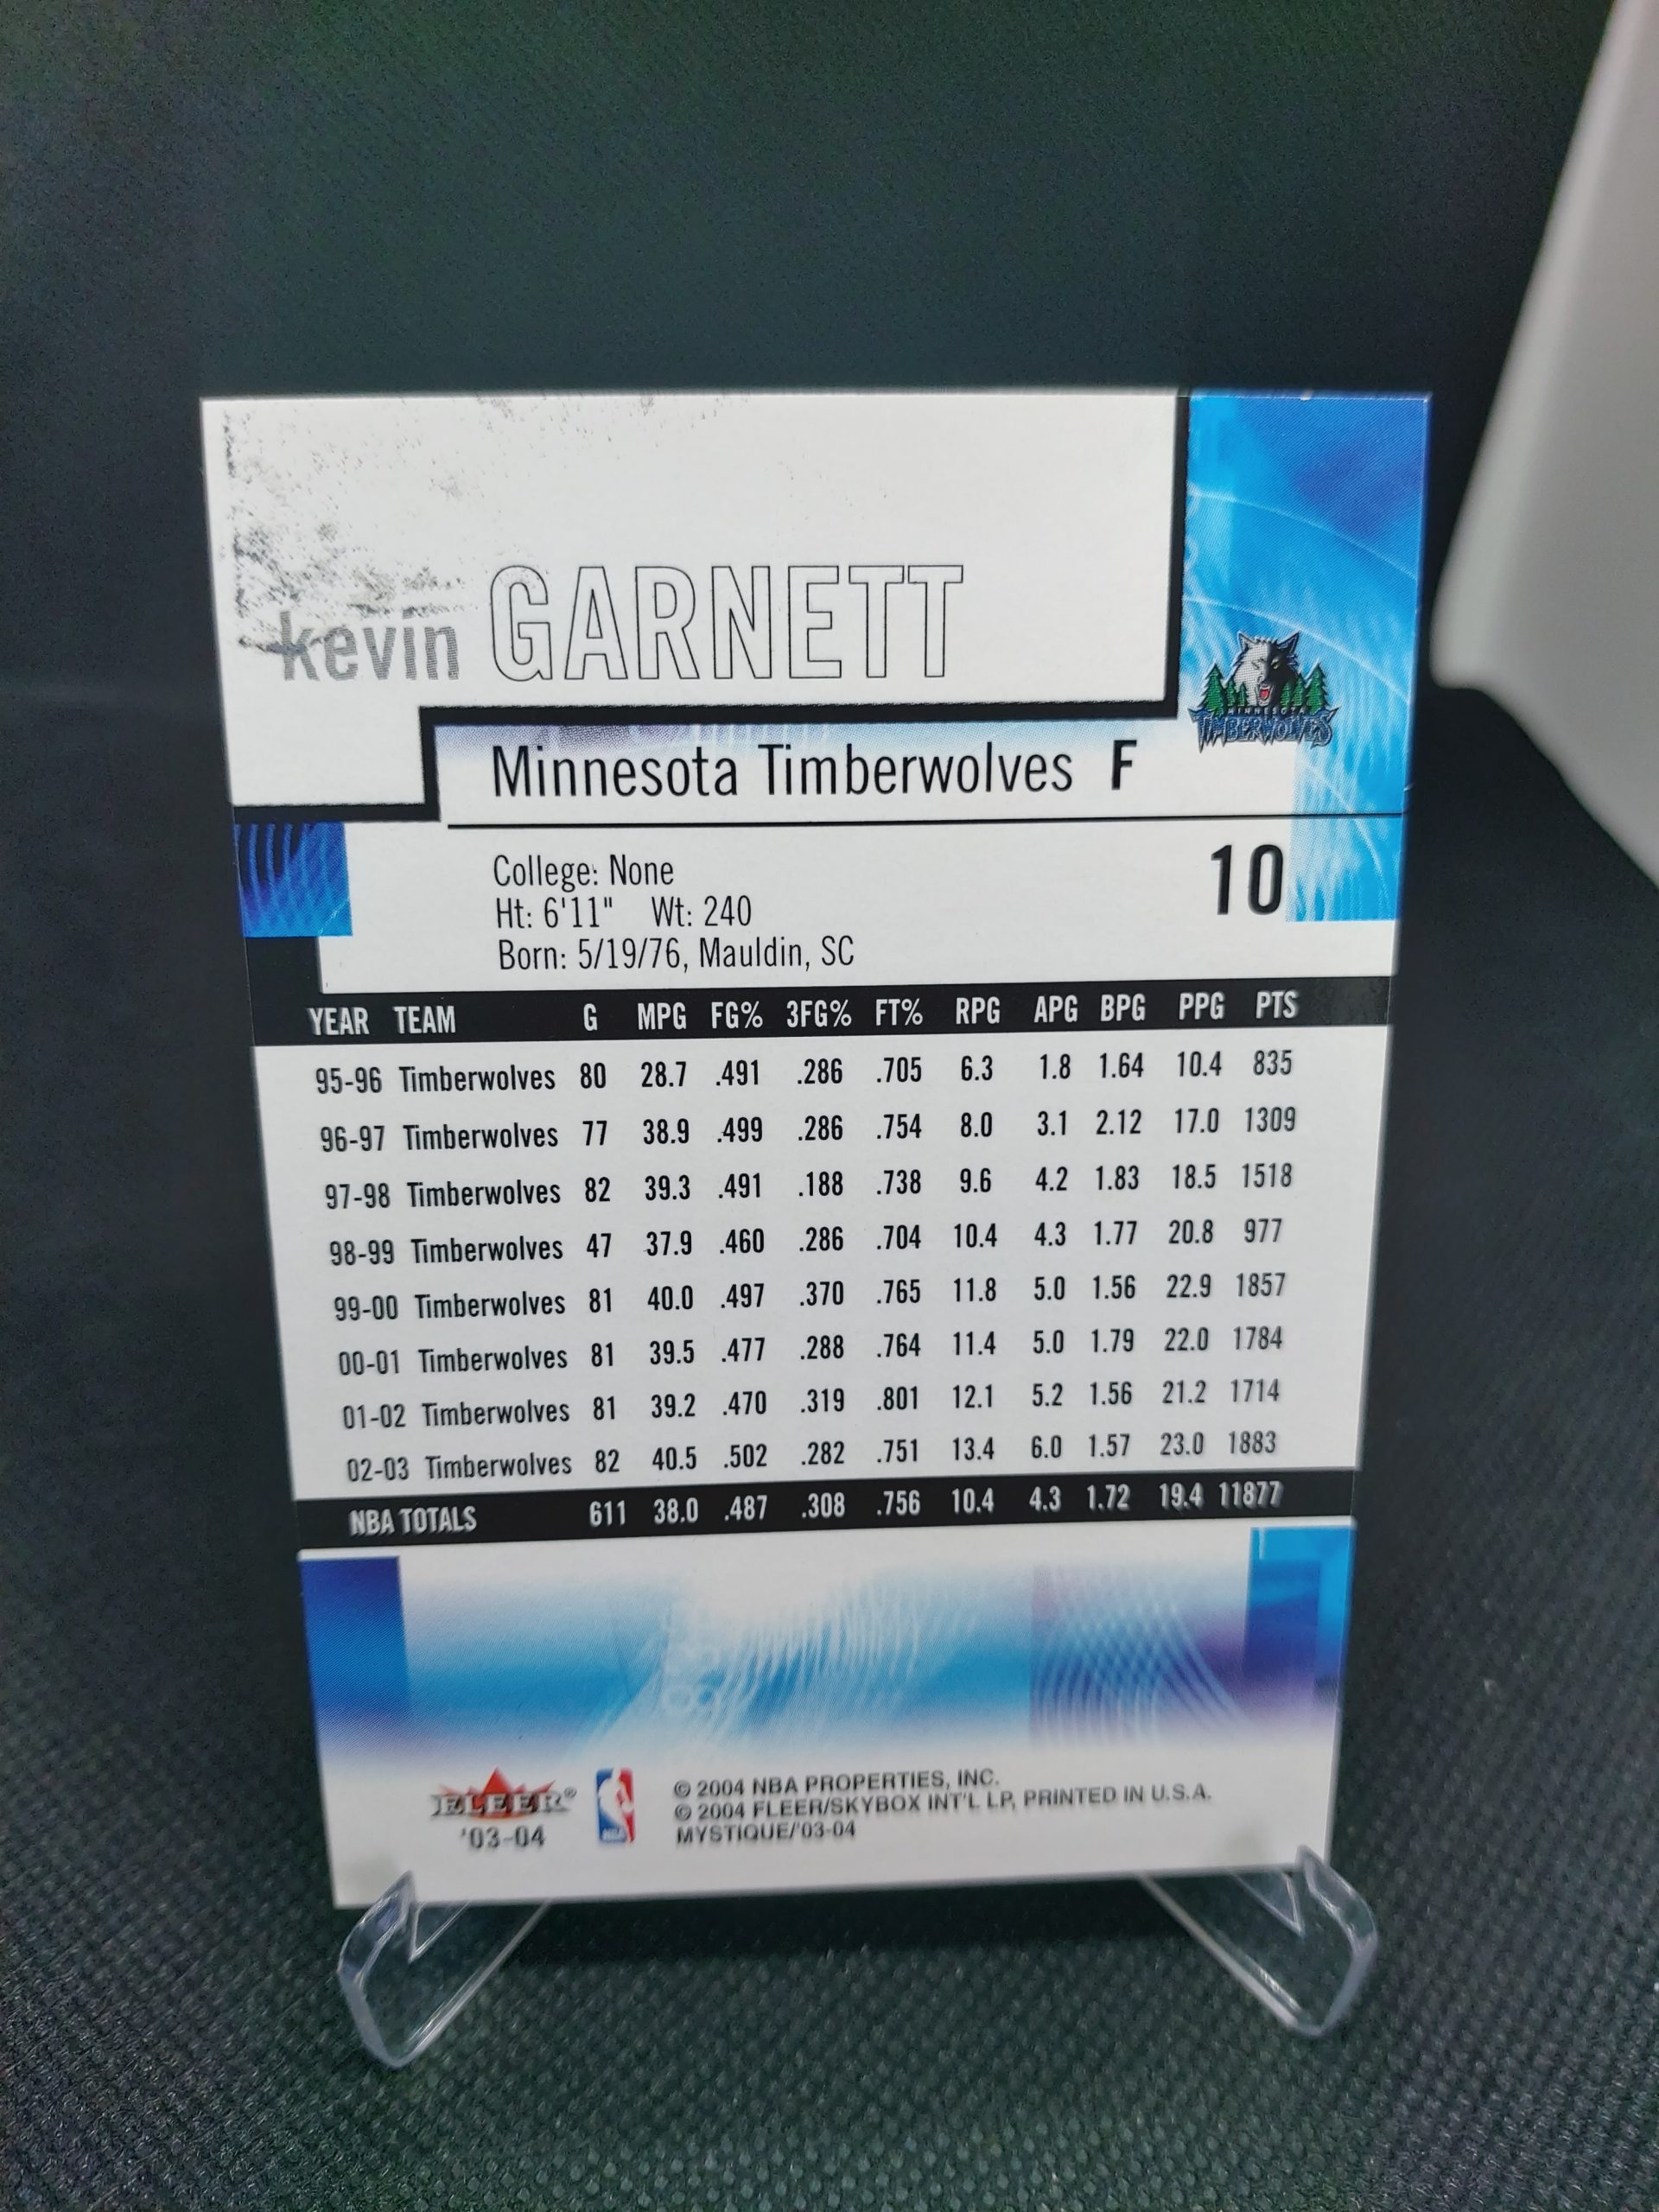 kevin GARNETT
MINNESOTA
TIMBERWOLVES
Minnesota Timberwolves F
10
College: None
Ht: 6'11" Wt: 240
Born: 5/19/76, Mauldin, SC
YEAR TEAM G MPG FG% 3FG% FT% RPG APG BPG PPG PTS
95-96 Timberwolves 80 28.7 .491 .286 .705 6.3 1.8 1.64 10.4 835
96-97 Timberwolves 77 38.9 .499 .286 .754 8.0 3.1 2.12 17.0 1309
97-98 Timberwolves 82 39.3 .491 .188 .738 9.6 4.2 1.83 18.5 1518
98-99 Timberwolves 47 37.9 .460 .286 .704 10.4 4.3 1.77 20.8 977
99-00 Timberwolves 81 40.0 .497 .370 .765 11.8 5.0 1.56 22.9 1857
00-01 Timberwolves 81 39.5 .477 .288 .764 11.4 5.0 1.79 22.0 1784
01-02 Timberwolves 81 39.2 .470 .319 .801 12.1 5.2 1.56 21.2 1714
02-03 Timberwolves 82 40.5 .502 .282 .751 13.4 6.0 1.57 23.0 1883
NBA TOTALS 611 38.0 .487 .308 .756 10.4 4.3 1.72 19.4 11877
FLEER®
'03-04
NBA
© 2004 NBA PROPERTIES, INC.
© 2004 FLEER/SKYBOX INT'L LP, PRINTED IN U.S.A.
MYSTIQUE/'03-04